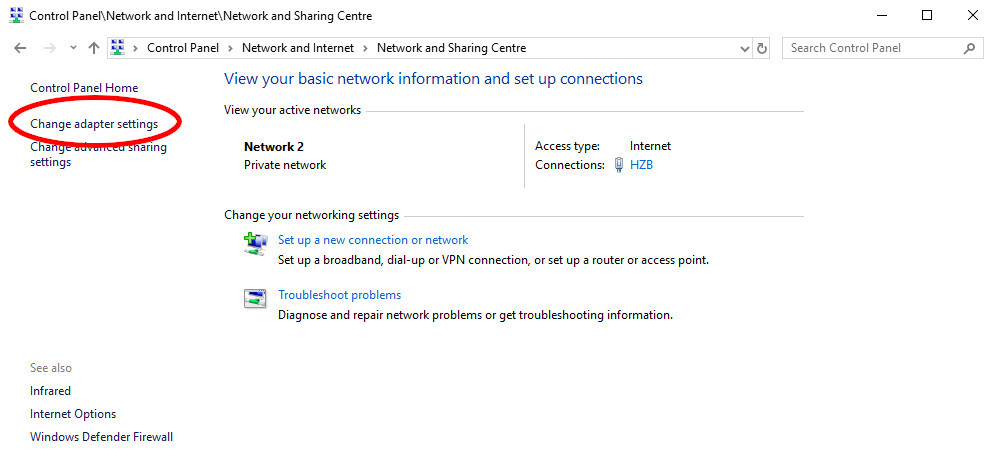 Control Panel\Network and Internet\Network and Sharing Centre
Control Panel > Network and Internet > Network and Sharing Centre
Search Control Panel
Control Panel Home
Change adapter settings
Change advanced sharing
settings
View your basic network information and set up connections
View your active networks
Network 2
Private network
Access type: Internet
Connections: HZB
Change your networking settings
Set up a new connection or network
Set up a broadband, dial-up or VPN connection, or set up a router or access point.
Troubleshoot problems
Diagnose and repair network problems or get troubleshooting information.
See also
Infrared
Internet Options
Windows Defender Firewall